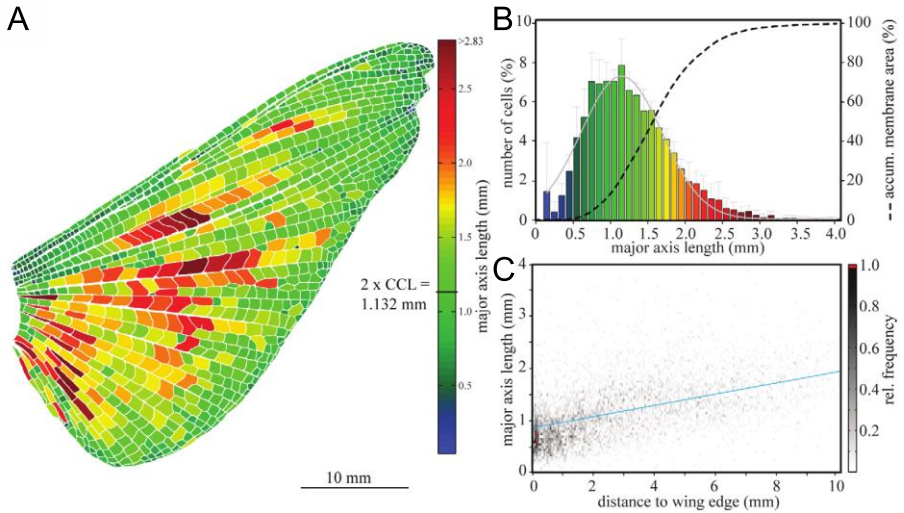 A
>2.83
2.5
2.0
1.5
1.0
0.5
major axis length (mm)
2 x CCL =
1.132 mm
10 mm
B
10
8
6
4
2
0
number of cells (%)
0 0.5 1.0 1.5 2.0 2.5 3.0 3.5 4.0
major axis length (mm)
100
80
60
40
20
0
accum. membrane area (%)
C
4
3
2
1
0
major axis length (mm)
0 2 4 6 8 10
distance to wing edge (mm)
1.0
0.8
0.6
0.4
0.2
rel. frequency